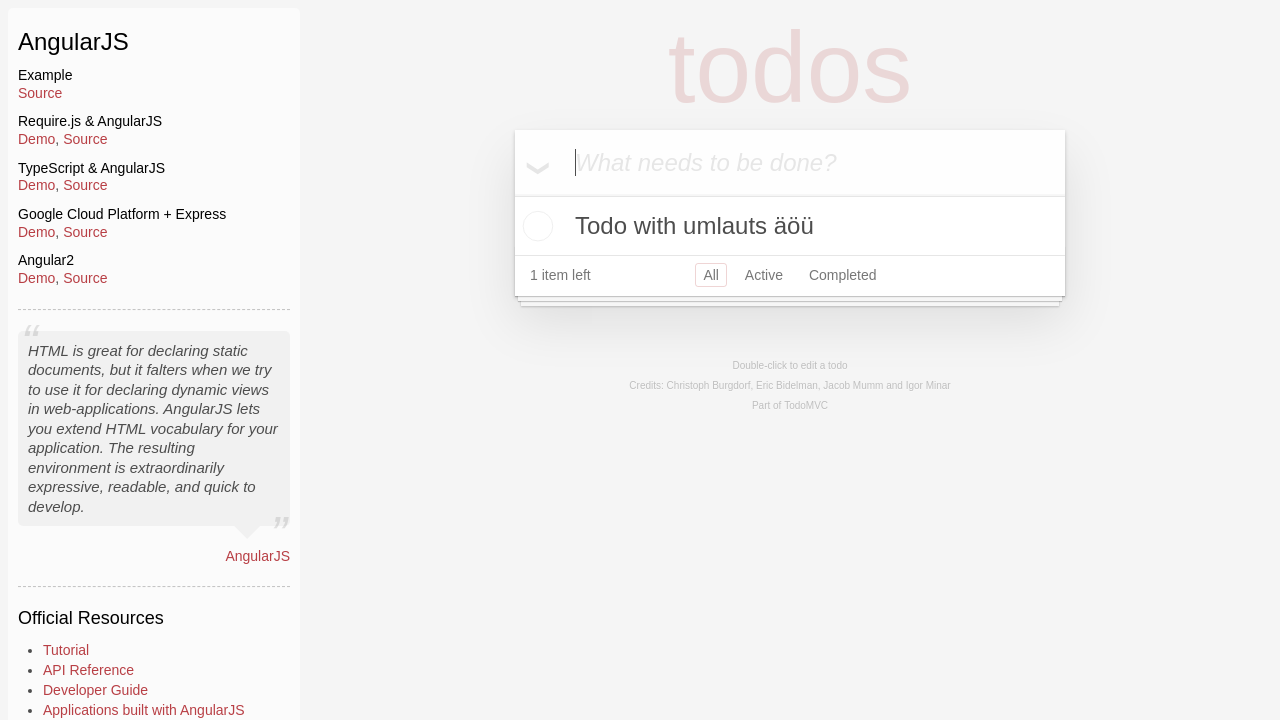 AngularJS
Example
Source
Require.js & AngularJS
Demo, Source
TypeScript & AngularJS
Demo, Source
Google Cloud Platform + Express
Demo, Source
Angular2
Demo, Source
“
HTML is great for declaring static
documents, but it falters when we try
to use it for declaring dynamic views
in web-applications. AngularJS lets
you extend HTML vocabulary for your
application. The resulting
environment is extraordinarily
expressive, readable, and quick to
develop.
”
AngularJS
Official Resources
Tutorial
API Reference
Developer Guide
Applications built with AngularJS
todos
What needs to be done?
Todo with umlauts äöü
1 item left All Active Completed
Double-click to edit a todo
Credits: Christoph Burgdorf, Eric Bidelman, Jacob Mumm and Igor Minar
Part of TodoMVC